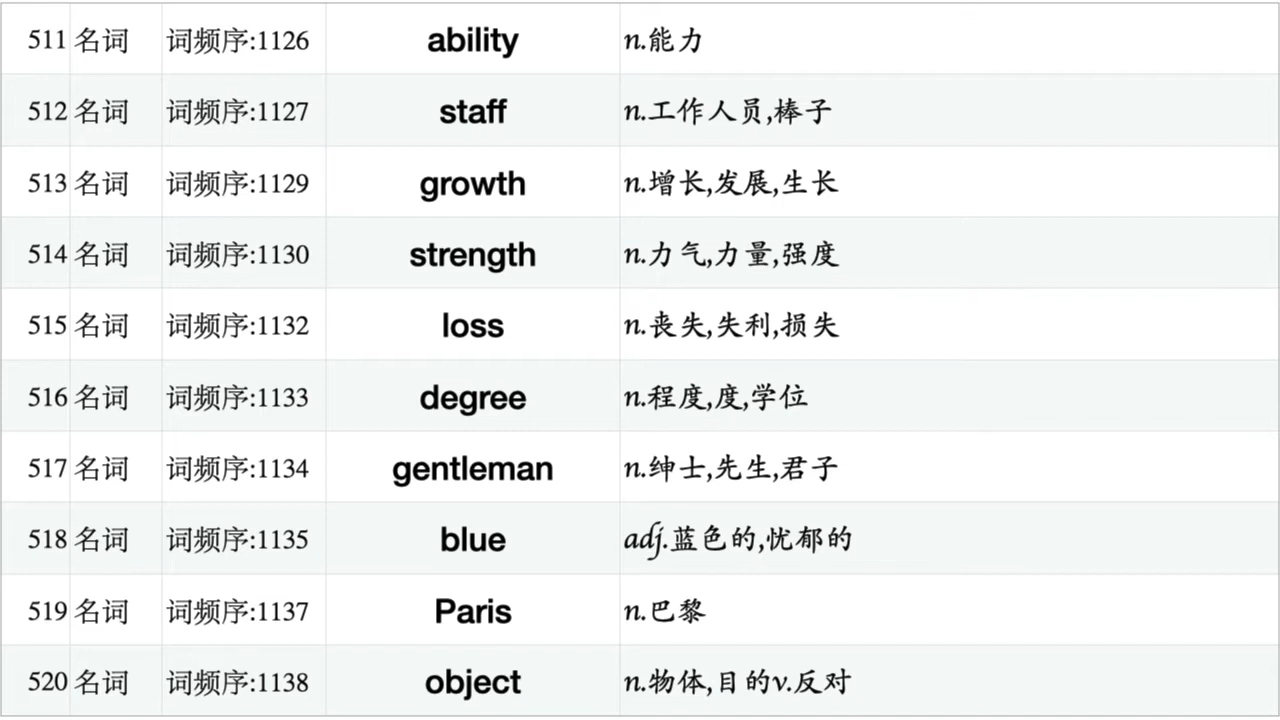 511 名词 词频序:1126 ability n.能力
512 名词 词频序:1127 staff n.工作人员,棒子
513 名词 词频序:1129 growth n.增长,发展,生长
514 名词 词频序:1130 strength n.力气,力量,强度
515 名词 词频序:1132 loss n.丧失,失利,损失
516 名词 词频序:1133 degree n.程度,度,学位
517 名词 词频序:1134 gentleman n.绅士,先生,君子
518 名词 词频序:1135 blue adj.蓝色的,忧郁的
519 名词 词频序:1137 Paris n.巴黎
520 名词 词频序:1138 object n.物体,目的v.反对